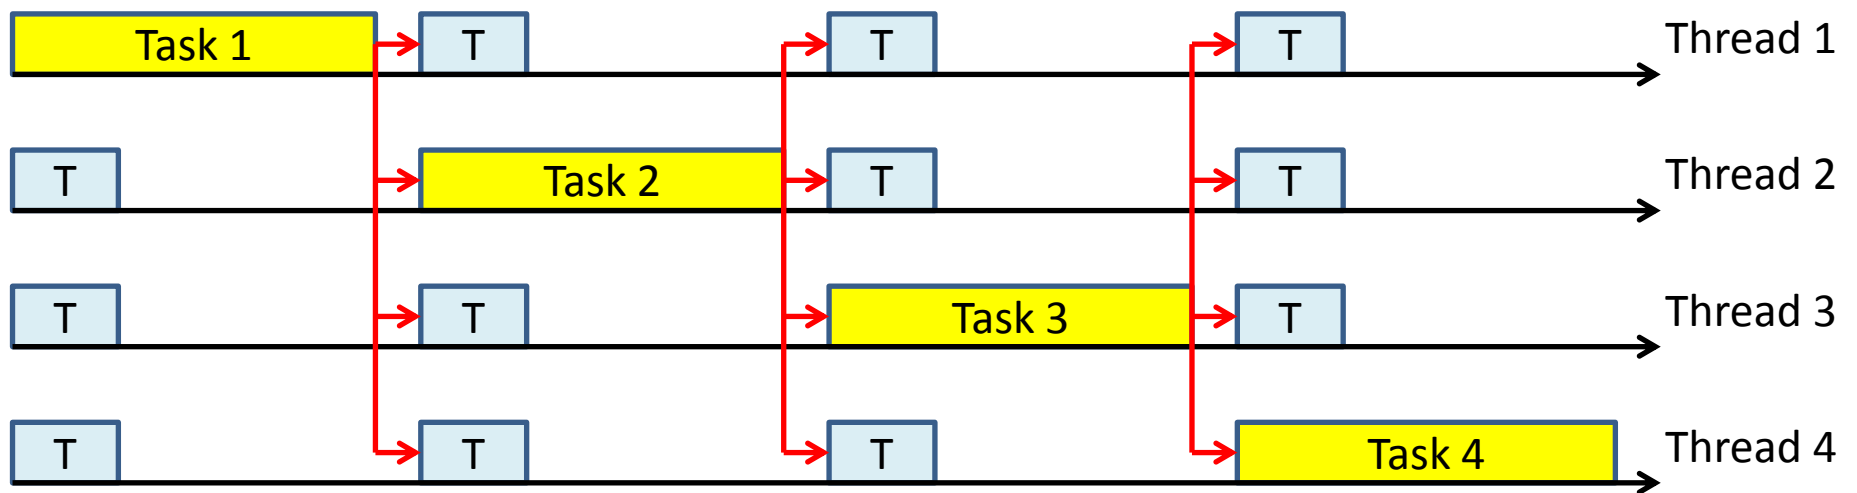 Task 1 T T T Thread 1
T Task 2 T T Thread 2
T T Task 3 T Thread 3
T T T Task 4 Thread 4